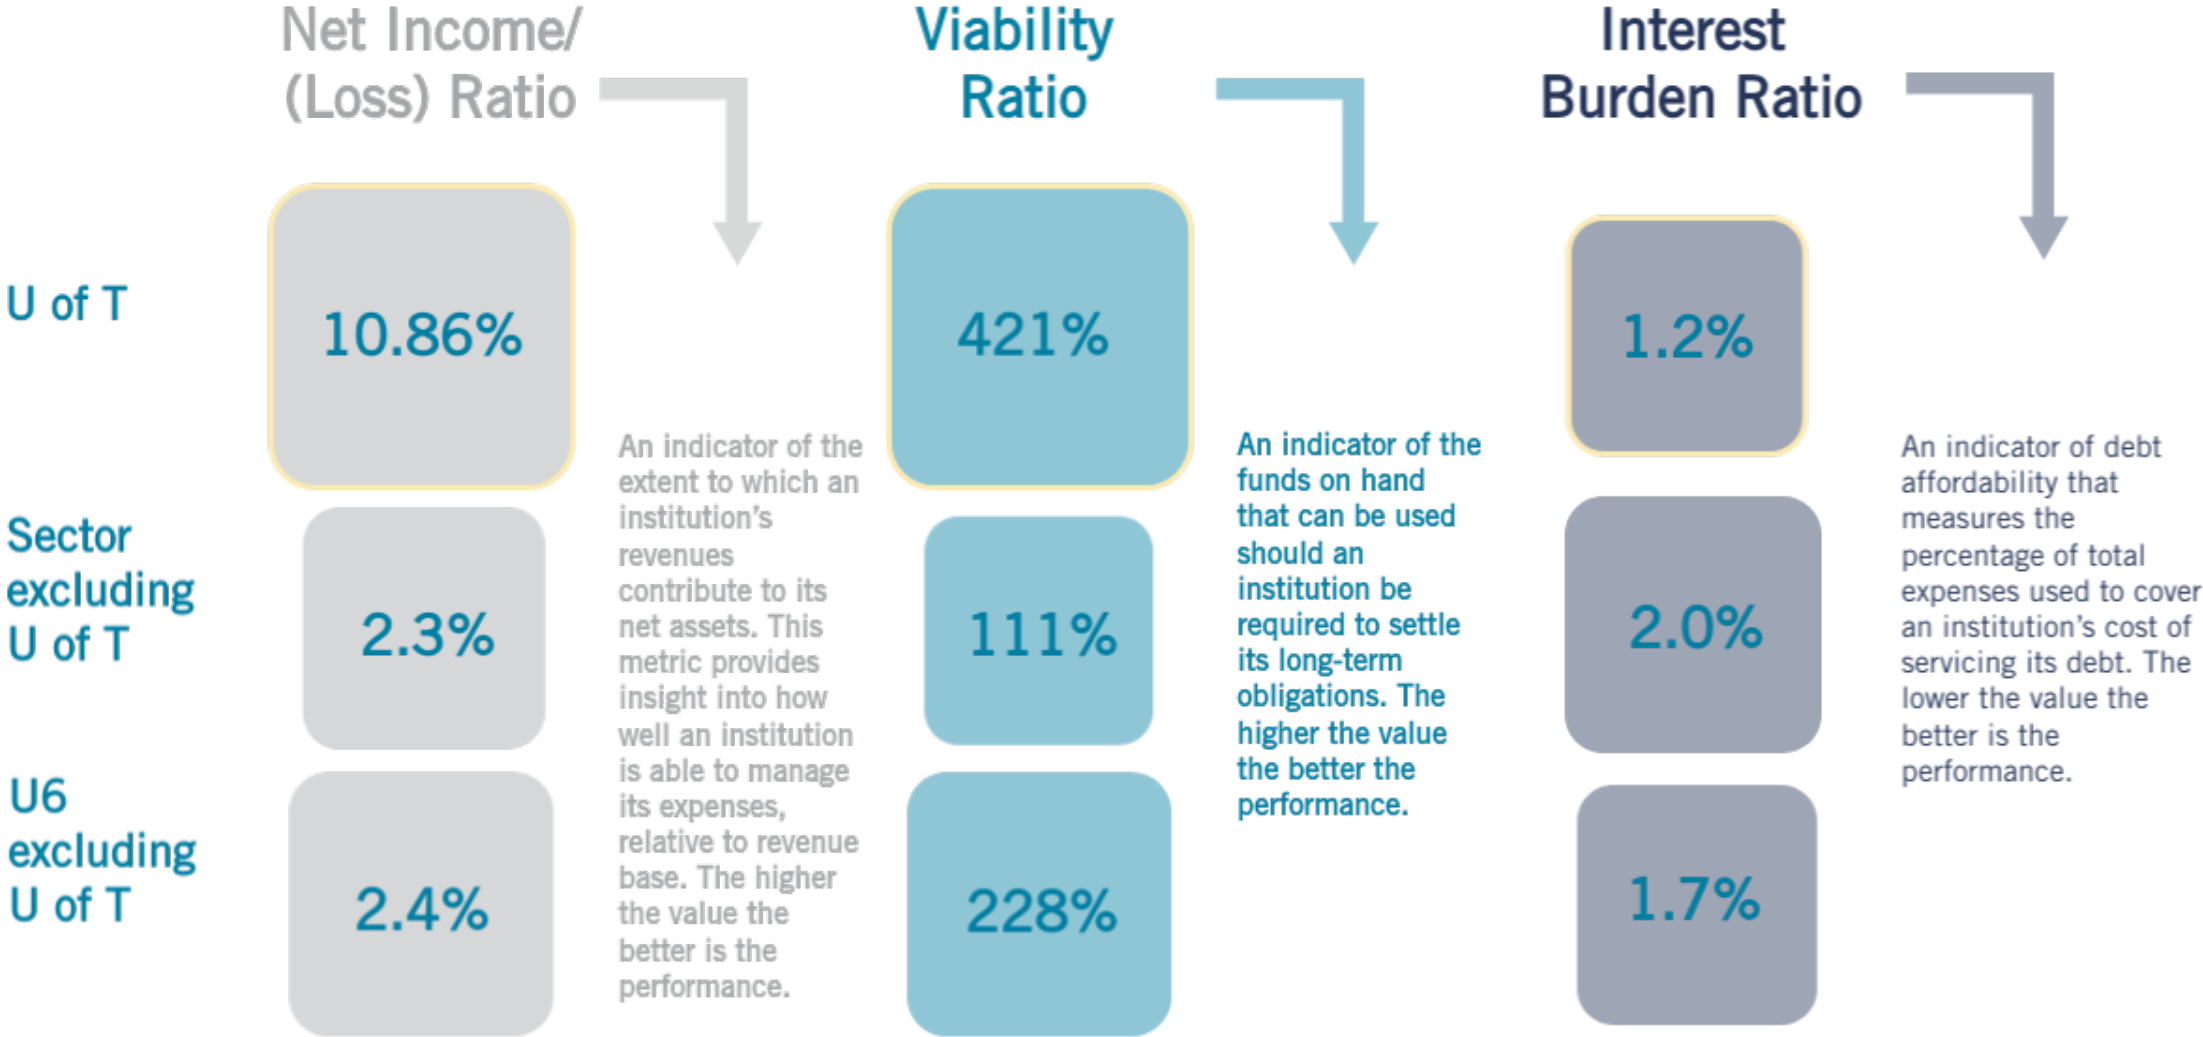 Net Income/
(Loss) Ratio
Viability
Ratio
Interest
Burden Ratio
U of T
10.86%
421%
1.2%
Sector
excluding
U of T
2.3%
111%
2.0%
U6
excluding
U of T
2.4%
228%
1.7%
An indicator of the
extent to which an
institution’s
revenues
contribute to its
net assets. This
metric provides
insight into how
well an institution
is able to manage
its expenses,
relative to revenue
base. The higher
the value the
better is the
performance.
An indicator of the
funds on hand
that can be used
should an
institution be
required to settle
its long-term
obligations. The
higher the value
the better the
performance.
An indicator of debt
affordability that
measures the
percentage of total
expenses used to cover
an institution’s cost of
servicing its debt. The
lower the value the
better is the
performance.